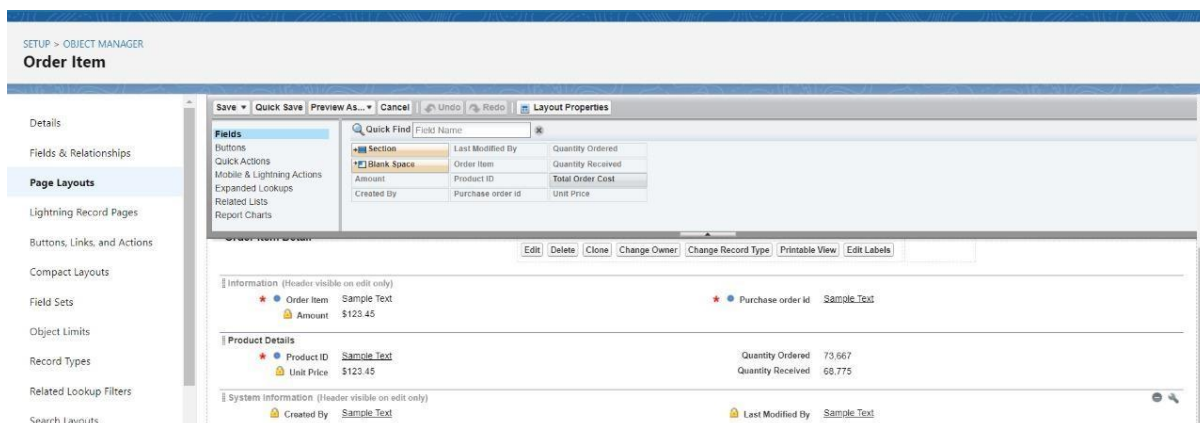 SETUP > OBJECT MANAGER
Order Item
Details
Fields & Relationships
Page Layouts
Lightning Record Pages
Buttons, Links, and Actions
Compact Layouts
Field Sets
Object Limits
Record Types
Related Lookup Filters
Search Layouts
Save Quick Save Preview As... Cancel Undo Redo Layout Properties
Fields
Buttons
Quick Actions
Mobile & Lightning Actions
Expanded Lookups
Related Lists
Report Charts
Quick Find Field Name
Section Last Modified By Quantity Ordered
Blank Space Order Item Quantity Received
Amount Product ID Total Order Cost
Created By Purchase order id Unit Price
Order Item Detail
Edit Delete Clone Change Owner Change Record Type Printable View Edit Labels
Information (Header visible on edit only)
* Order Item Sample Text * Purchase order id Sample Text
Amount $123.45
Product Details
* Product ID Sample Text Quantity Ordered 73,667
Unit Price $123.45 Quantity Received 68,775
System Information (Header visible on edit only)
Created By Sample Text Last Modified By Sample Text